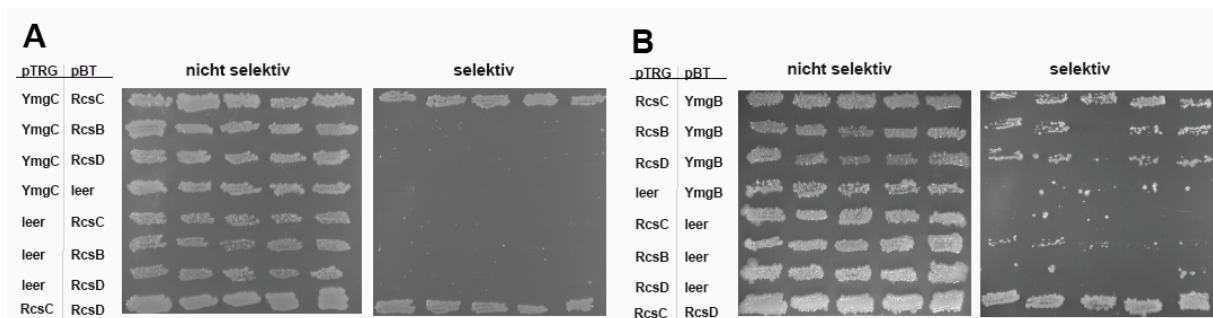 A
pTRG pBT nicht selektiv selektiv
YmgC RcsC
YmgC RcsB
YmgC RcsD
YmgC leer
leer RcsC
leer RcsB
leer RcsD
RcsC RcsD
B
pTRG pBT nicht selektiv selektiv
RcsC YmgB
RcsB YmgB
RcsD YmgB
leer YmgB
RcsC leer
RcsB leer
RcsD leer
RcsC RcsD